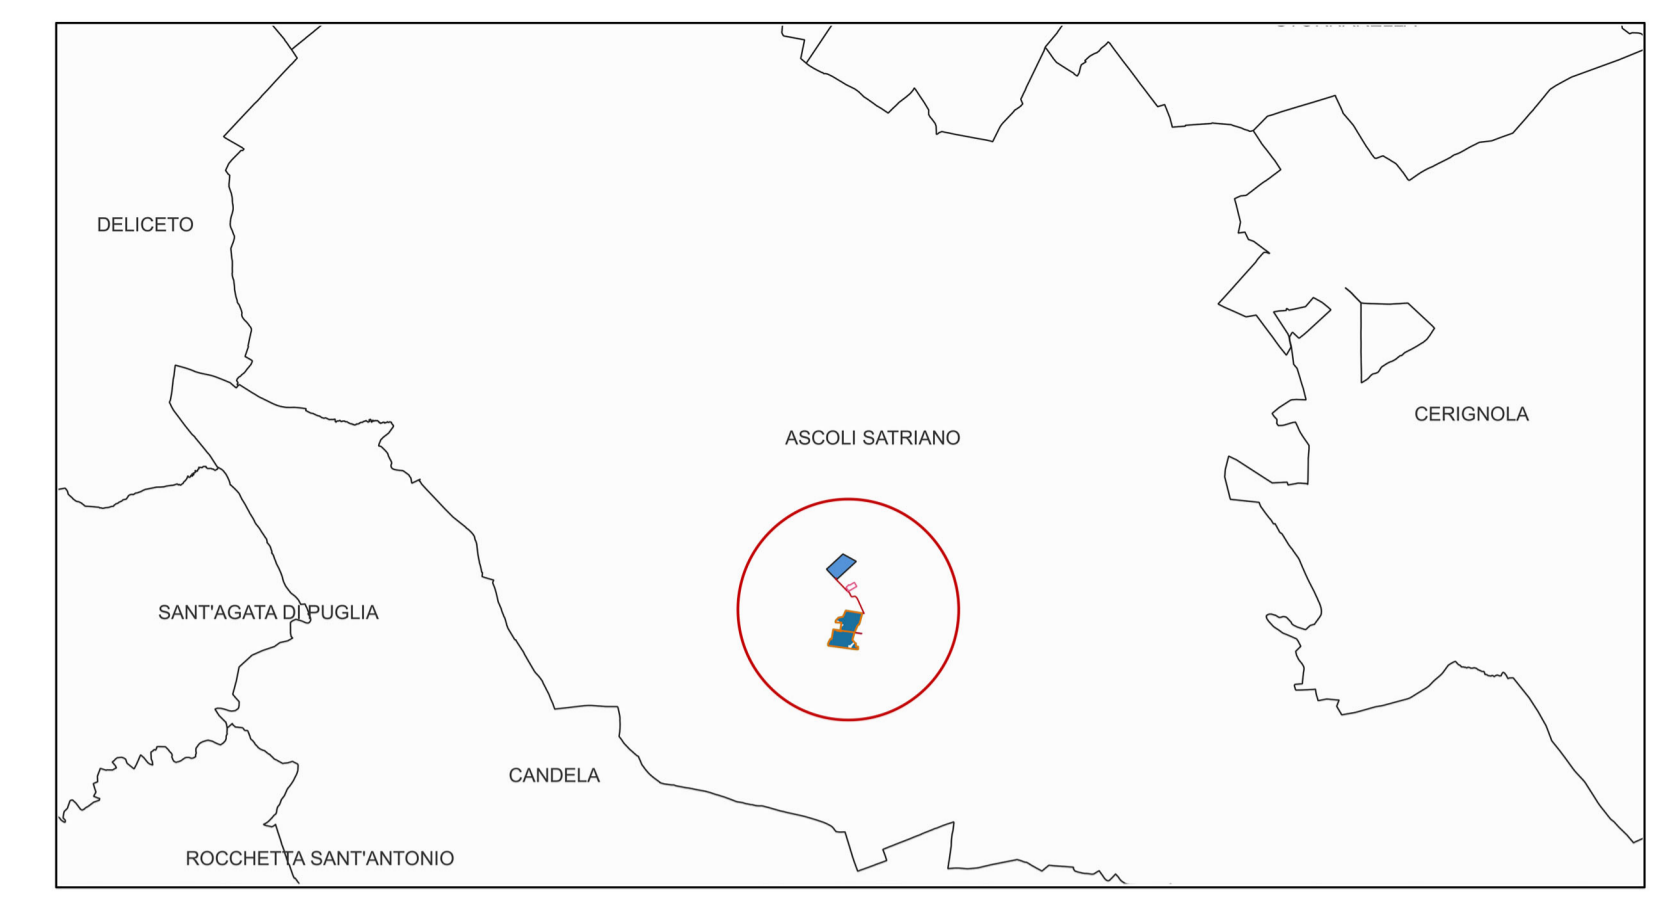 DELICETO
CERIGNOLA
ASCOLI SATRIANO
SANT'AGATA DI PUGLIA
CANDELA
ROCCHETTA SANT'ANTONIO